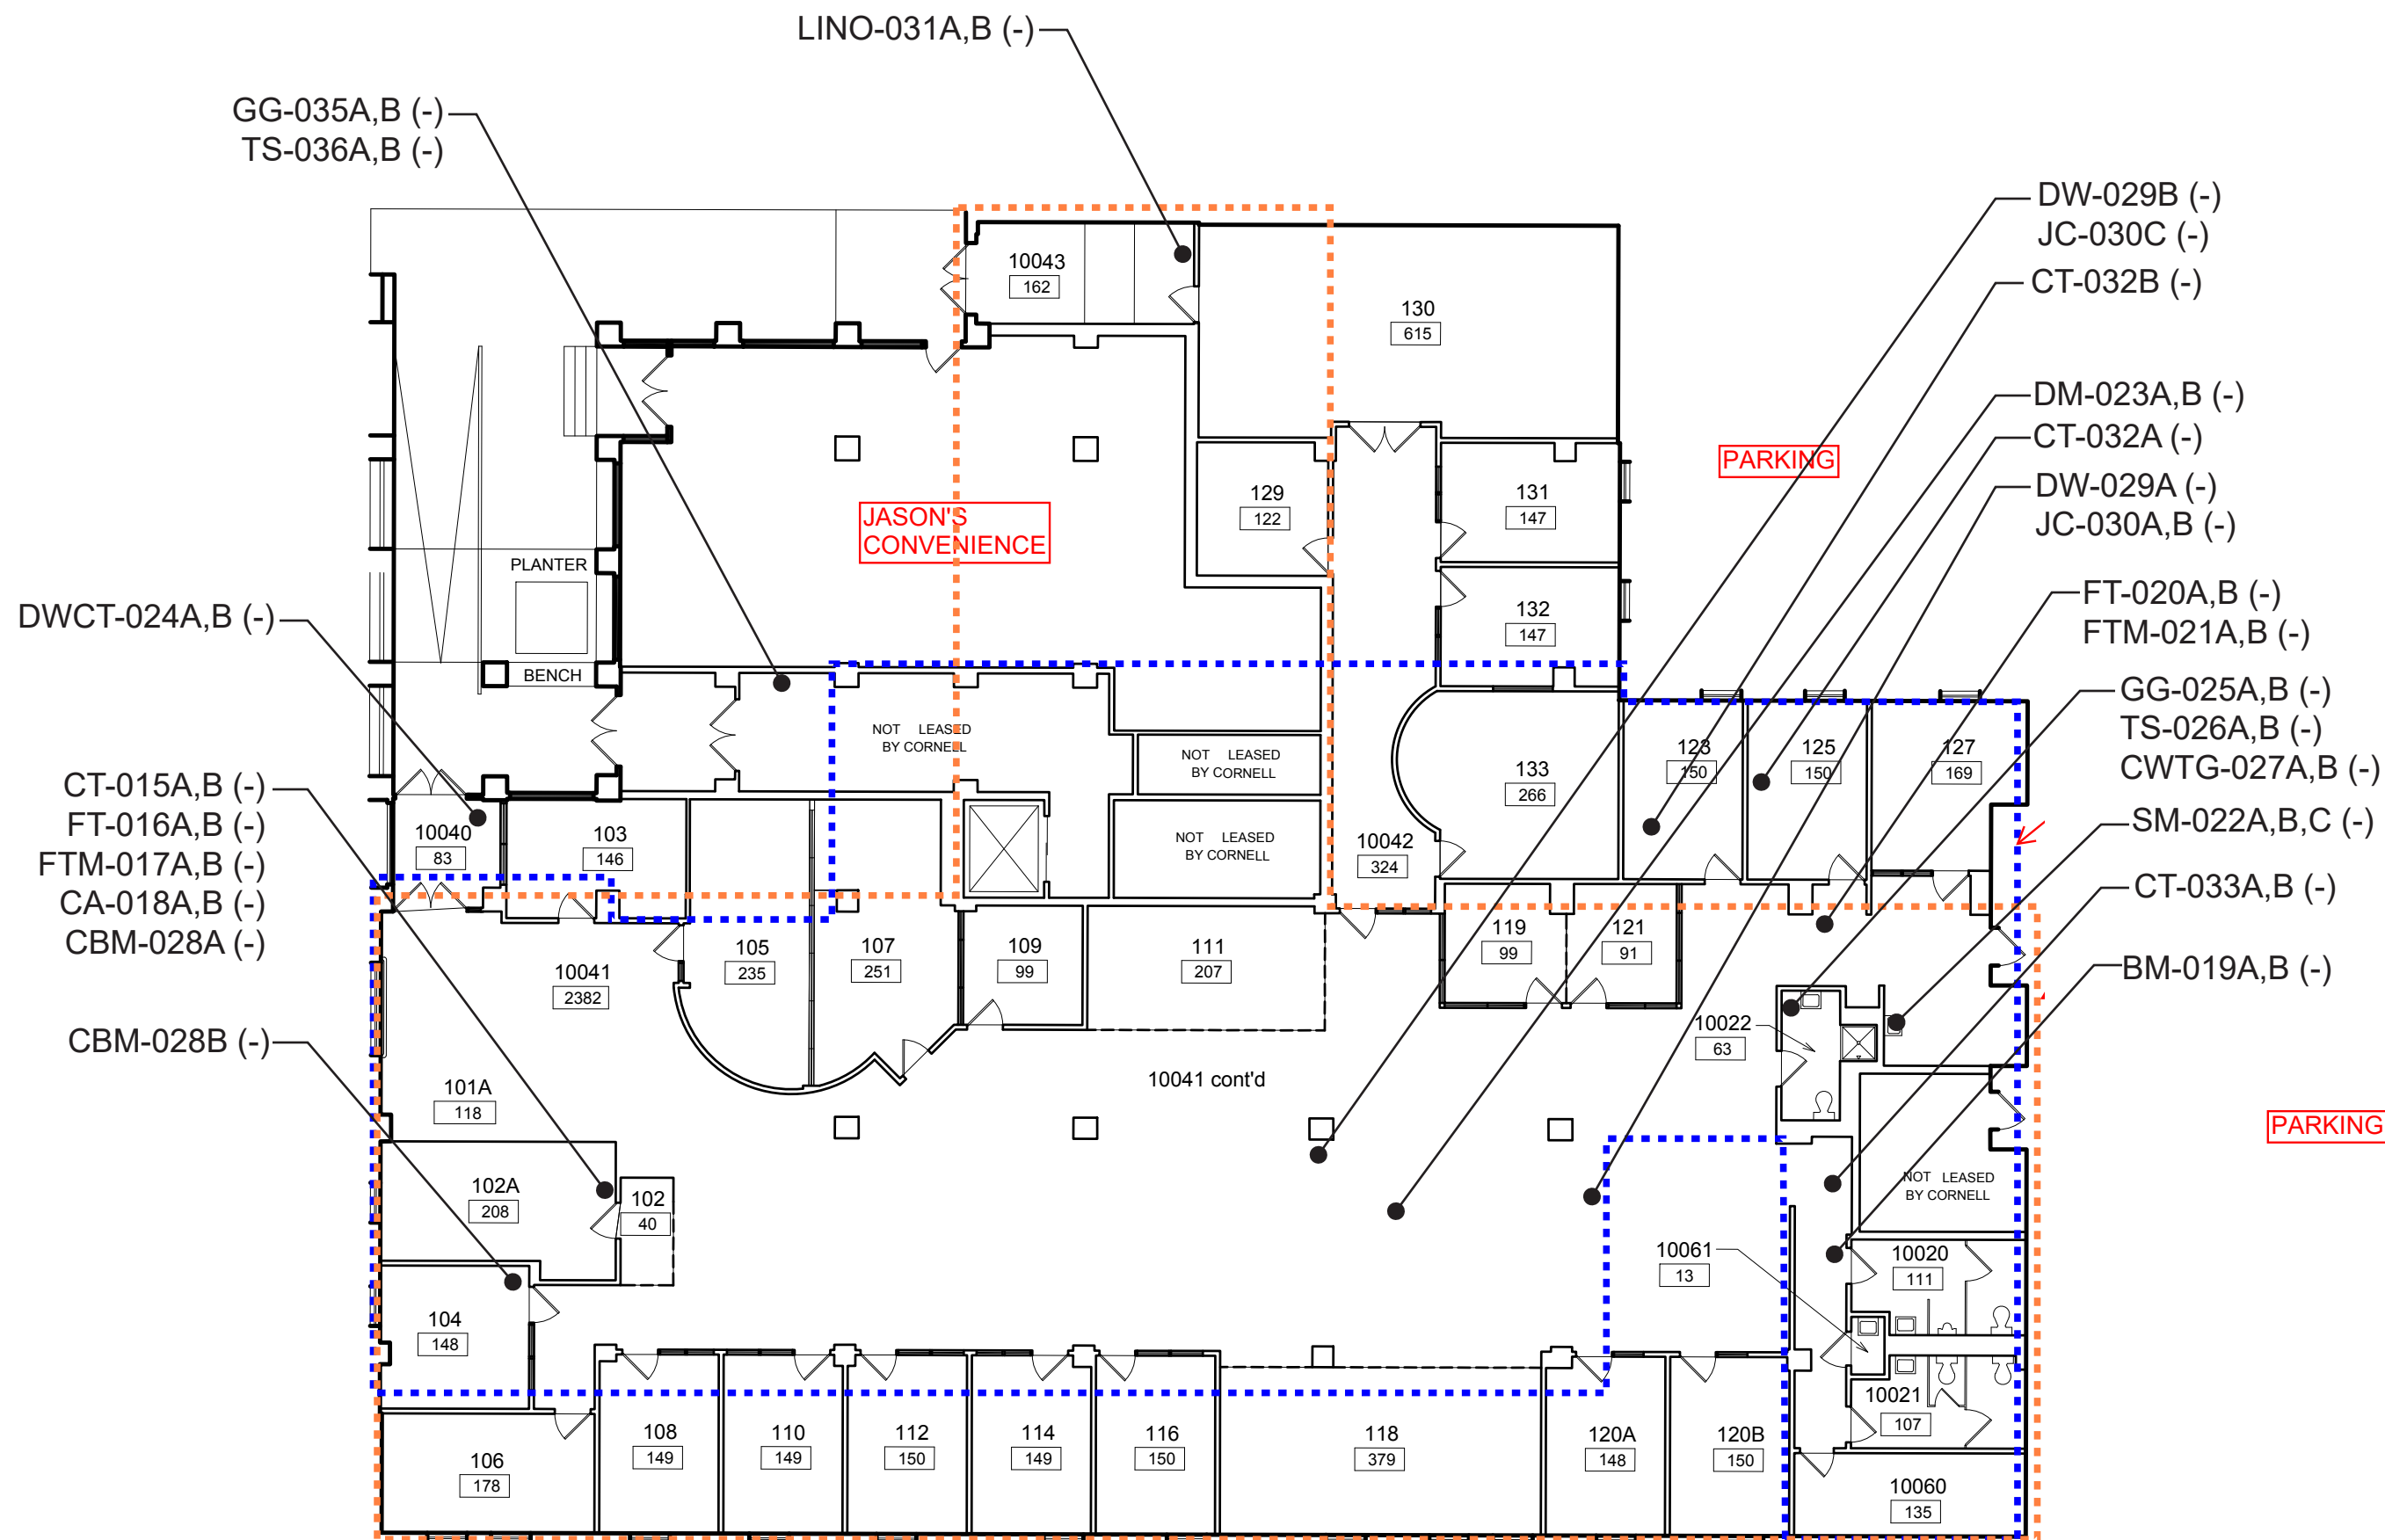 LINO-031A,B (-)
GG-035A,B (-)
TS-036A,B (-)
DW-029B (-)
JC-030C (-)
CT-032B (-)
DM-023A,B (-)
CT-032A (-)
DW-029A (-)
JC-030A,B (-)
FT-020A,B (-)
FTM-021A,B (-)
GG-025A,B (-)
TS-026A,B (-)
CWTG-027A,B (-)
SM-022A,B,C (-)
CT-033A,B (-)
BM-019A,B (-)
DWCT-024A,B (-)
CT-015A,B (-)
FT-016A,B (-)
FTM-017A,B (-)
CA-018A,B (-)
CBM-028A (-)
CBM-028B (-)
10043
162
130
615
PARKING
JASON'S
CONVENIENCE
129
122
131
147
132
147
PLANTER
BENCH
NOT LEASED
BY CORNELL
NOT LEASED
BY CORNELL
NOT LEASED
BY CORNELL
133
266
123
150
125
150
127
169
10040
83
103
146
10042
324
105
235
107
251
109
99
111
207
119
99
121
91
10041
2382
10022
63
10041 cont'd
101A
118
PARKING
102A
208
102
40
NOT LEASED
BY CORNELL
10061
13
10020
111
104
148
10021
107
106
178
108
149
110
149
112
150
114
149
116
150
118
379
120A
148
120B
150
10060
135